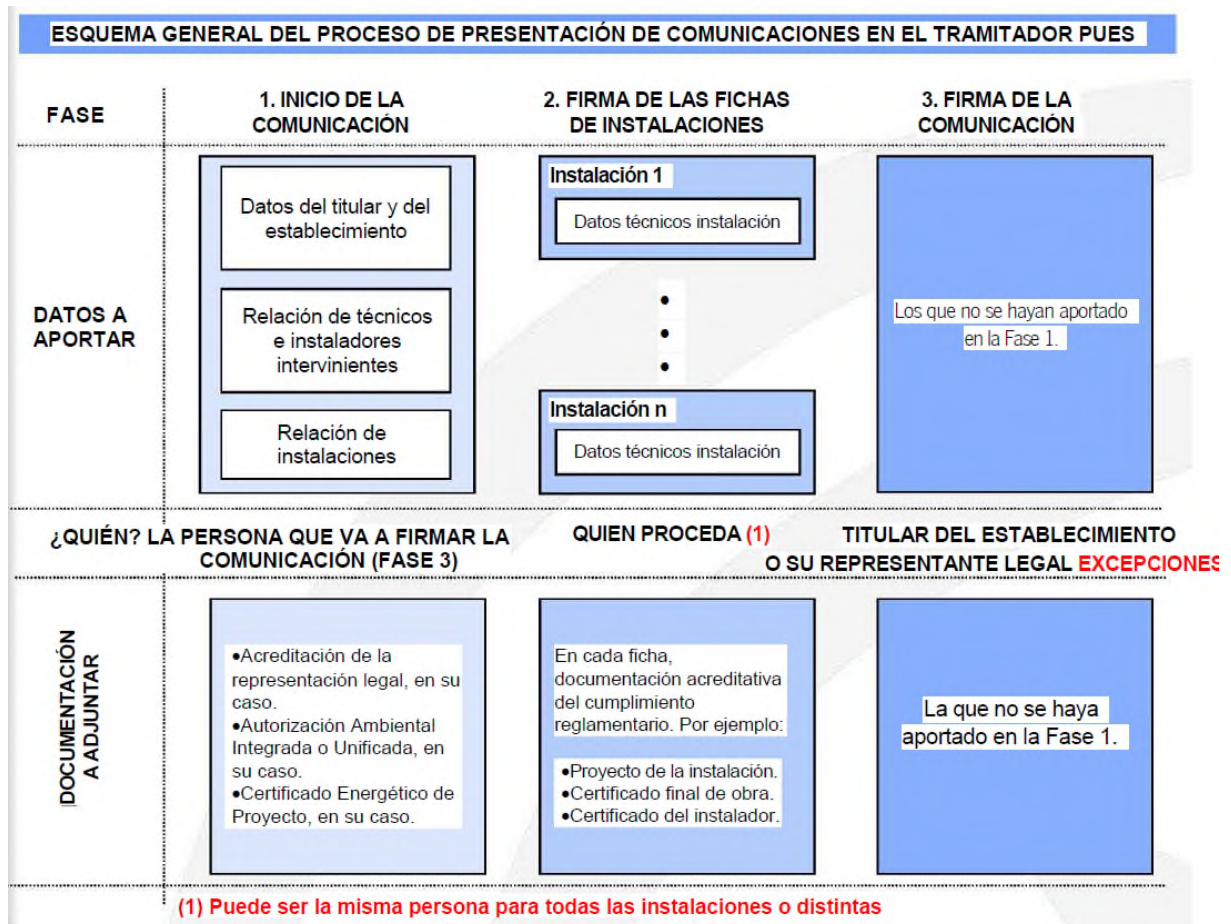 ESQUEMA GENERAL DEL PROCESO DE PRESENTACIÓN DE COMUNICACIONES EN EL TRAMITADOR PUES
FASE
1. INICIO DE LA
COMUNICACIÓN
2. FIRMA DE LAS FICHAS
DE INSTALACIONES
3. FIRMA DE LA
COMUNICACIÓN
DATOS A
APORTAR
Datos del titular y del
establecimiento
Relación de técnicos
e instaladores
intervinientes
Relación de
instalaciones
Instalación 1
Datos técnicos instalación
•
•
•
Instalación n
Datos técnicos instalación
Los que no se hayan aportado
en la Fase 1.
¿QUIÉN? LA PERSONA QUE VA A FIRMAR LA
COMUNICACIÓN (FASE 3)
QUIEN PROCEDA (1)
TITULAR DEL ESTABLECIMIENTO
O SU REPRESENTANTE LEGAL EXCEPCIONES
DOCUMENTACIÓN
A ADJUNTAR
•Acreditación de la
representación legal, en su
caso.
•Autorización Ambiental
Integrada o Unificada, en
su caso.
•Certificado Energético de
Proyecto, en su caso.
En cada ficha,
documentación acreditativa
del cumplimiento
reglamentario. Por ejemplo:
•Proyecto de la instalación.
•Certificado final de obra.
•Certificado del instalador.
La que no se haya
aportado en la Fase 1.
(1) Puede ser la misma persona para todas las instalaciones o distintas